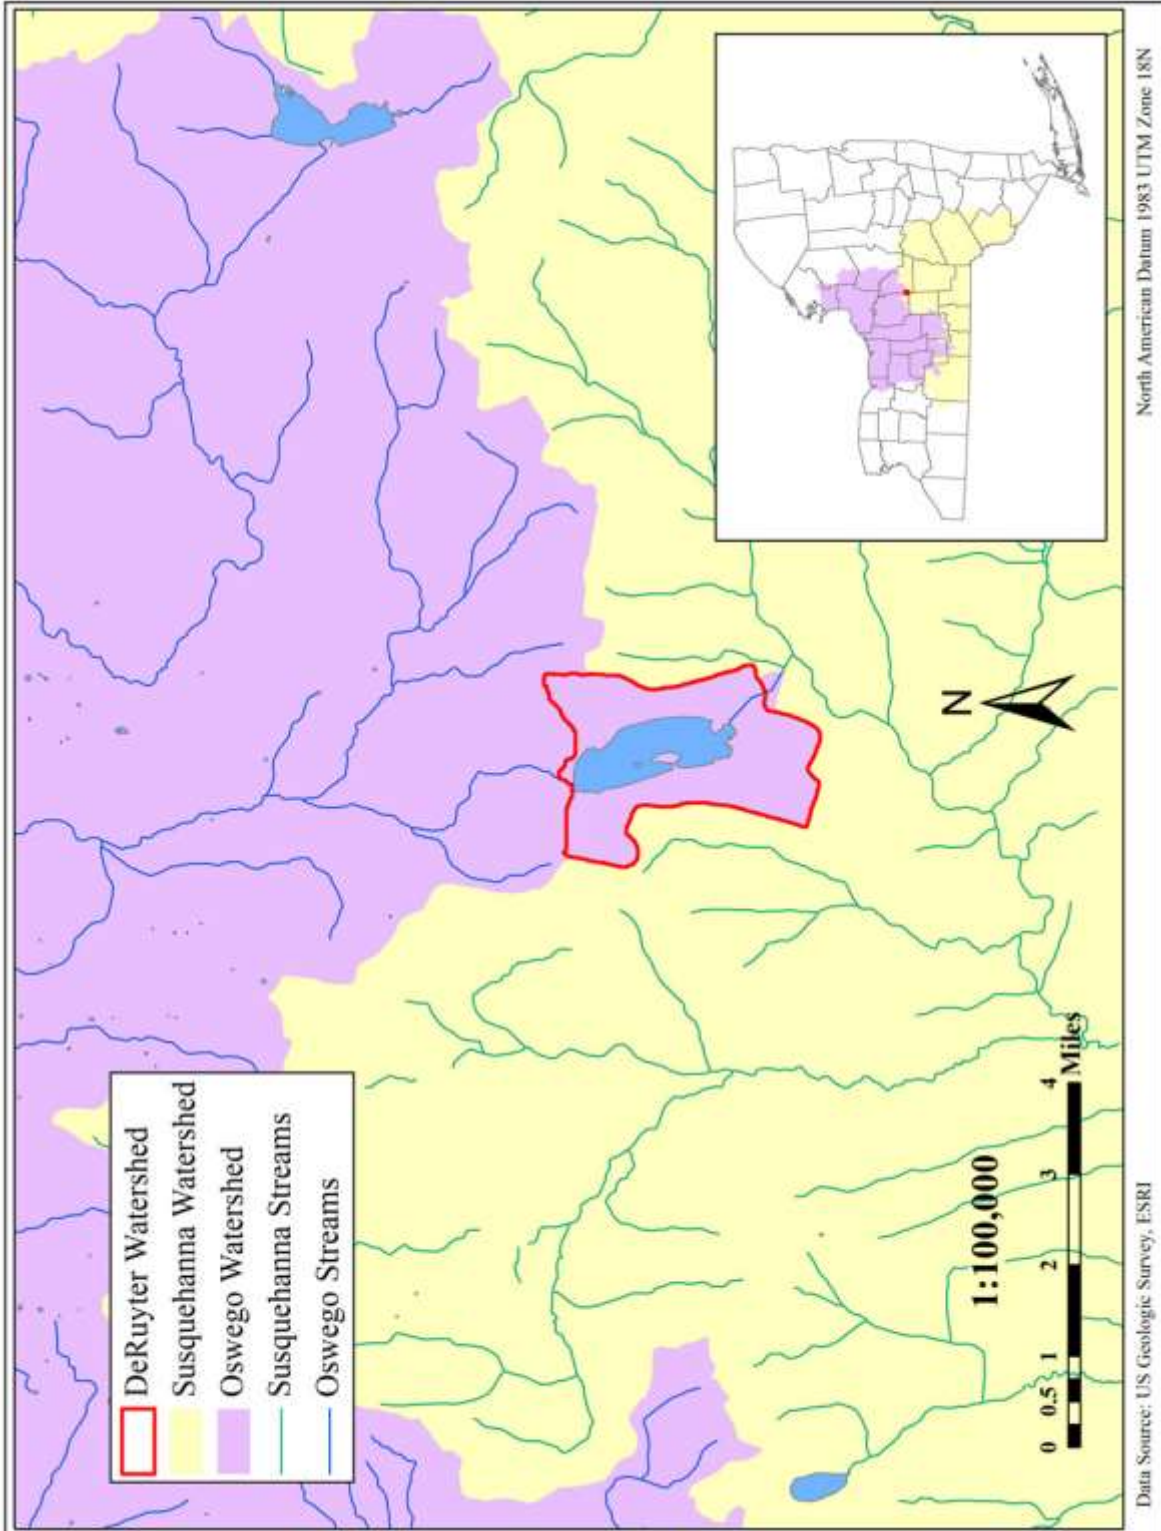 DeRuyter Watershed
Susquehanna Watershed
Oswego Watershed
Susquehanna Streams
Oswego Streams
N
1:100,000
0 0.5 1 2 3 4
Miles
Data Source: US Geologic Survey, ESRI
North American Datum 1983 UTM Zone 18N